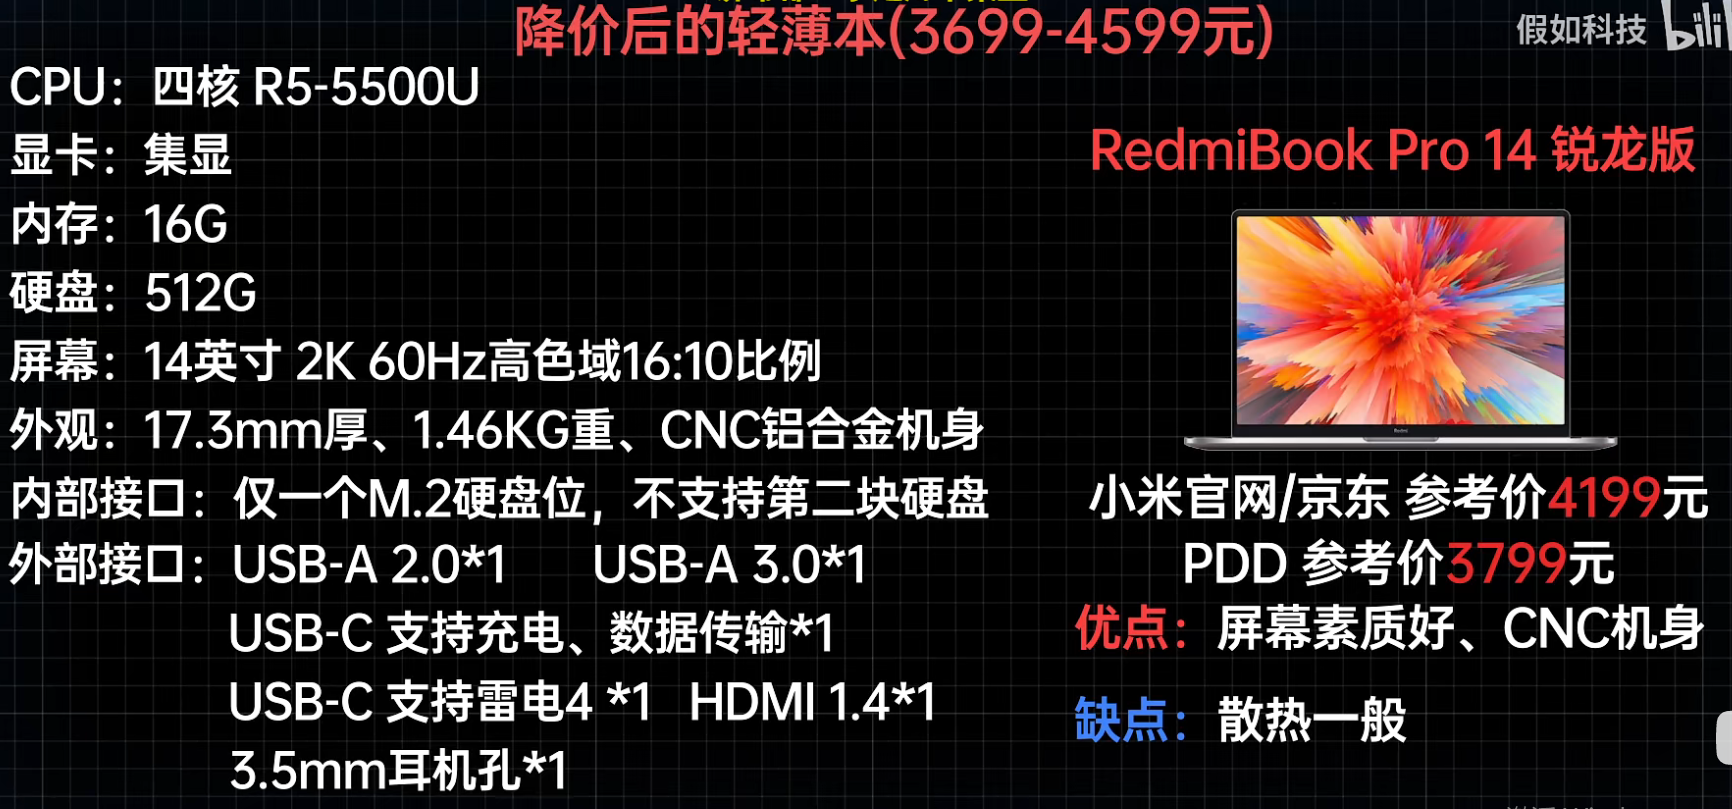 降价后的轻薄本(3699-4599元)
假如科技
bili
CPU：四核 R5-5500U
显卡：集显
内存：16G
硬盘：512G
屏幕：14英寸 2K 60Hz高色域16:10比例
外观：17.3mm厚、1.46KG重、CNC铝合金机身
内部接口：仅一个M.2硬盘位，不支持第二块硬盘
外部接口：USB-A 2.0*1 USB-A 3.0*1
USB-C 支持充电、数据传输*1
USB-C 支持雷电4 *1 HDMI 1.4*1
3.5mm耳机孔*1
RedmiBook Pro 14 锐龙版
Redmi
小米官网/京东 参考价4199元
PDD 参考价3799元
优点：屏幕素质好、CNC机身
缺点：散热一般